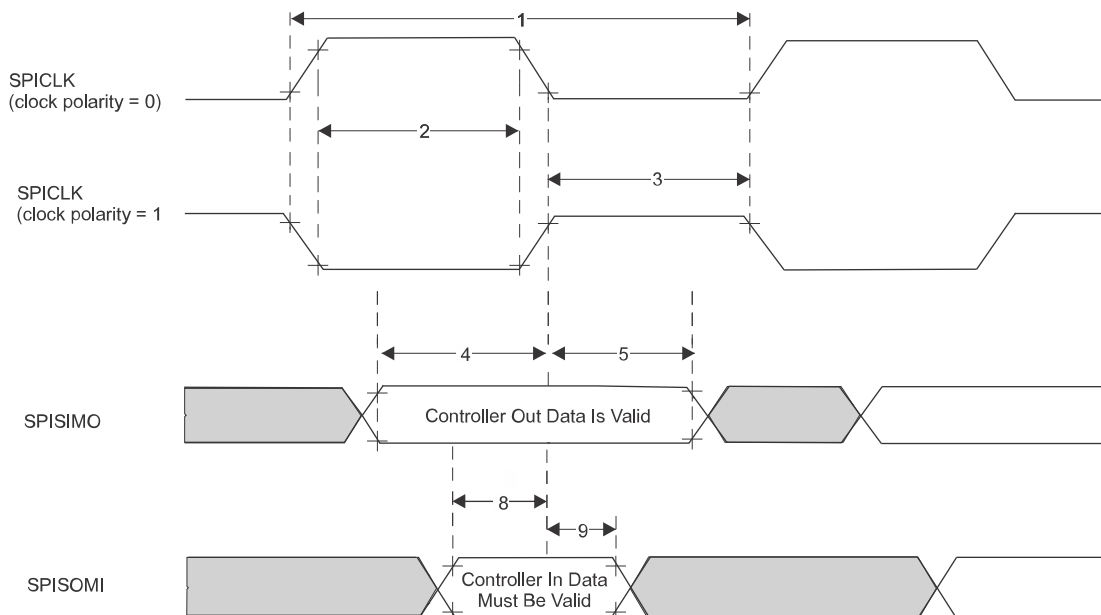 1
SPICLK
(clock polarity = 0)
2
3
SPICLK
(clock polarity = 1
4
5
SPISIMO
Controller Out Data Is Valid
8
9
SPISOMI
Controller In Data
Must Be Valid